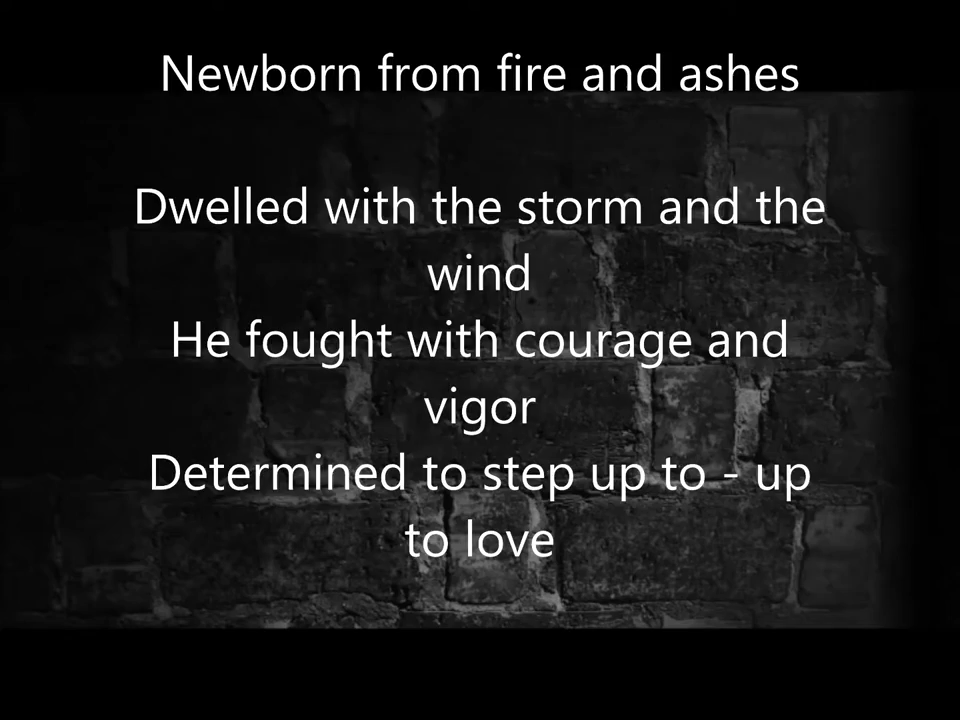 Newborn from fire and ashes
Dwelled with the storm and the
wind
He fought with courage and
vigor
Determined to step up to - up
to love